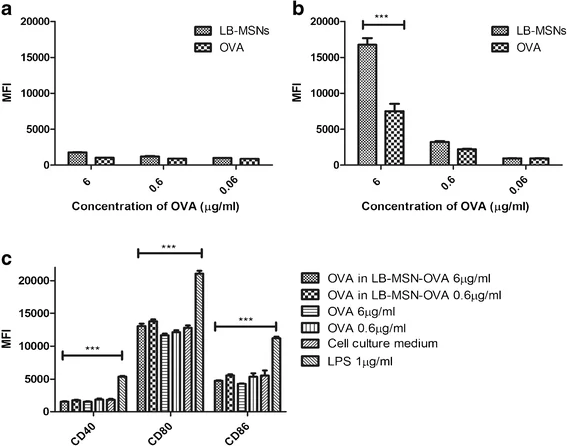 a
MFI
20000
15000
10000
5000
0
LB-MSNs
OVA
6
0.6
0.06
Concentration of OVA (μg/ml)
b
MFI
20000
15000
10000
5000
0
***
LB-MSNs
OVA
6
0.6
0.06
Concentration of OVA (μg/ml)
c
MFI
20000
15000
10000
5000
0
***
***
***
CD40
CD80
CD86
OVA in LB-MSN-OVA 6μg/ml
OVA in LB-MSN-OVA 0.6μg/ml
OVA 6μg/ml
OVA 0.6μg/ml
Cell culture medium
LPS 1μg/ml